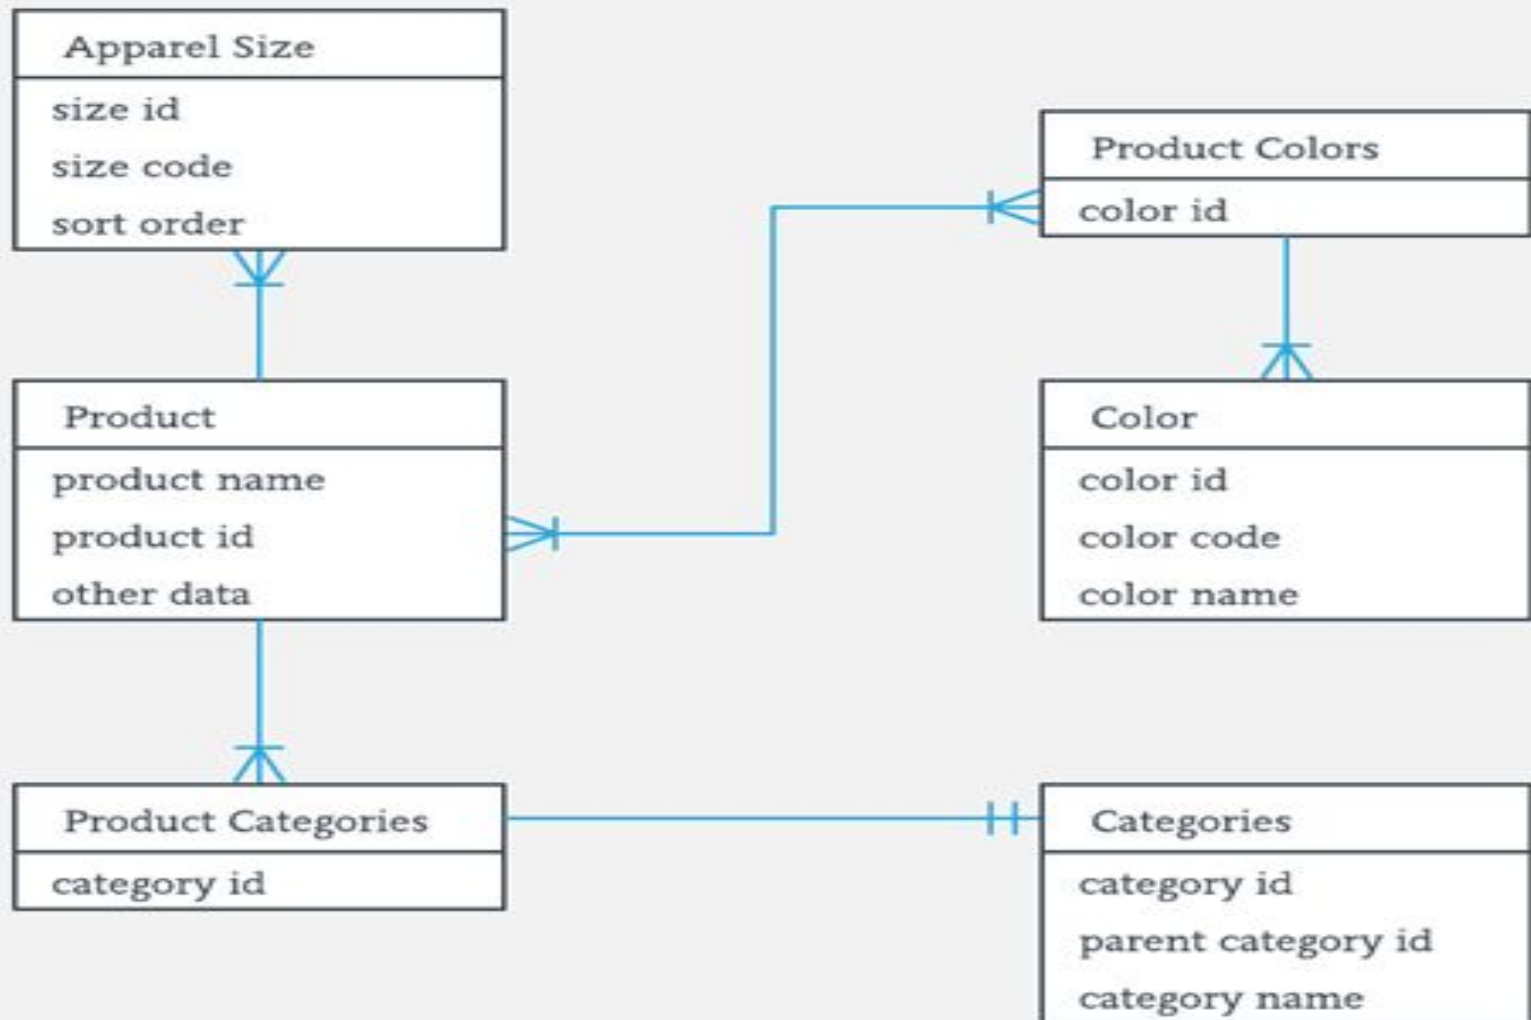 Apparel Size
size id
size code
sort order
Product Colors
color id
Product
product name
product id
other data
Color
color id
color code
color name
Product Categories
category id
Categories
category id
parent category id
category name